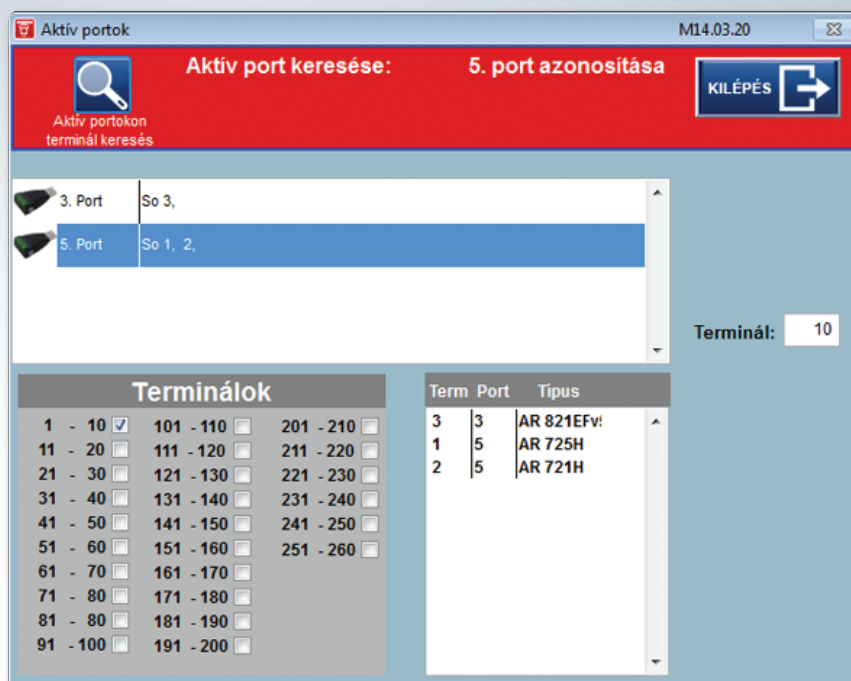 Aktív portok M14.03.20
Aktív port keresése: 5. port azonosítása
KILÉPÉS
Aktív portokon
terminál keresés
3. Port So 3,
5. Port So 1, 2,
Terminál: 10
Terminálok
1 - 10 101 - 110 201 - 210
11 - 20 111 - 120 211 - 220
21 - 30 121 - 130 221 - 230
31 - 40 131 - 140 231 - 240
41 - 50 141 - 150 241 - 250
51 - 60 151 - 160 251 - 260
61 - 70 161 - 170
71 - 80 171 - 180
81 - 80 181 - 190
91 - 100 191 - 200
Term Port Típus
3 3 AR 821EFv
1 5 AR 725H
2 5 AR 721H